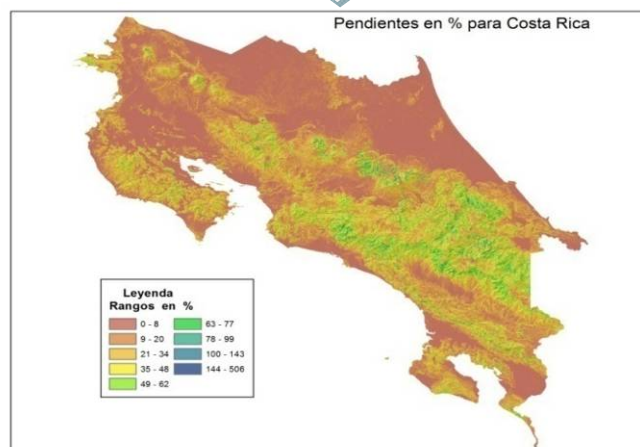 Pendientes en % para Costa Rica
Leyenda
Rangos en %
0 - 8
9 - 20
21 - 34
35 - 48
49 - 62
63 - 77
78 - 99
100 - 143
144 - 506